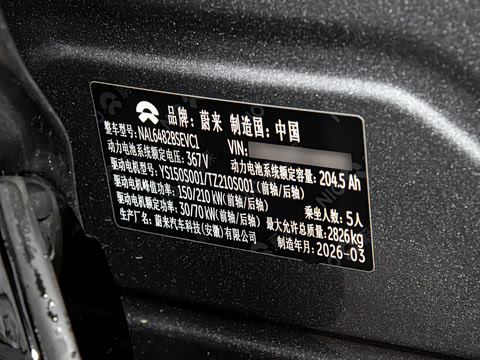 品牌: 蔚来 制造国: 中国
整车型号: NAL6482BSEVC1 VIN:
动力电池系统额定电压: 367V 动力电池系统额定容量: 204.5 Ah
驱动电机型号: YS150S001/TZ210S001 (前轴/后轴)
驱动电机峰值功率: 150/210 kW(前轴/后轴) 乘坐人数: 5人
驱动电机额定功率: 30/70 kW(前轴/后轴) 最大允许总质量: 2826kg
生产厂名: 蔚来汽车科技(安徽)有限公司 制造年月: 2026-03